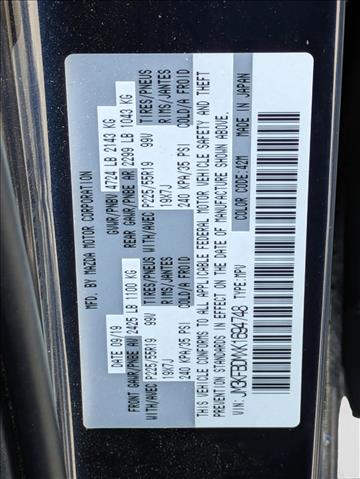 MFD. BY MAZDA MOTOR CORPORATION
DATE 09/19 GVWR/PNBV 4724 LB 2143 KG
FRONT GAWR/PNBE AV 2425 LB 1100 KG REAR GAWR/PNBE AR 2299 LB 1043 KG
WITH/AVEC P225/55R19 99V TIRES/PNEUS WITH/AVEC P225/55R19 99V TIRES/PNEUS
19X7J RIMS/JANTES 19X7J RIMS/JANTES
240 KPA/35 PSI COLD/A FROID 240 KPA/35 PSI COLD/A FROID
THIS VEHICLE CONFORMS TO ALL APPLICABLE FEDERAL MOTOR VEHICLE SAFETY AND THEFT
PREVENTION STANDARDS IN EFFECT ON THE DATE OF MANUFACTURE SHOWN ABOVE.
VIN: JM3KFBDMXK1694748 TYPE: MPV COLOR CODE: 42M MADE IN JAPAN